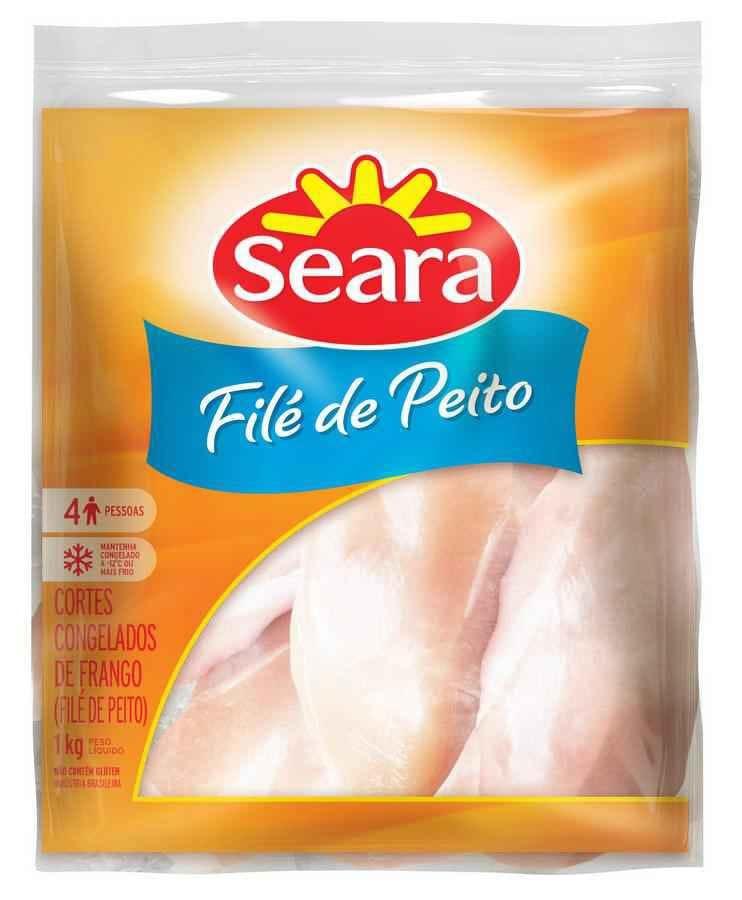 Seara
Filé de Peito
4 PESSOAS
MANTENHA
CONGELADO
A -12°C OU
MAIS FRIO
CORTES
CONGELADOS
DE FRANGO
(FILÉ DE PEITO)
1 kg PESO
LÍQUIDO
NÃO CONTÉM GLÚTEN
INDÚSTRIA BRASILEIRA